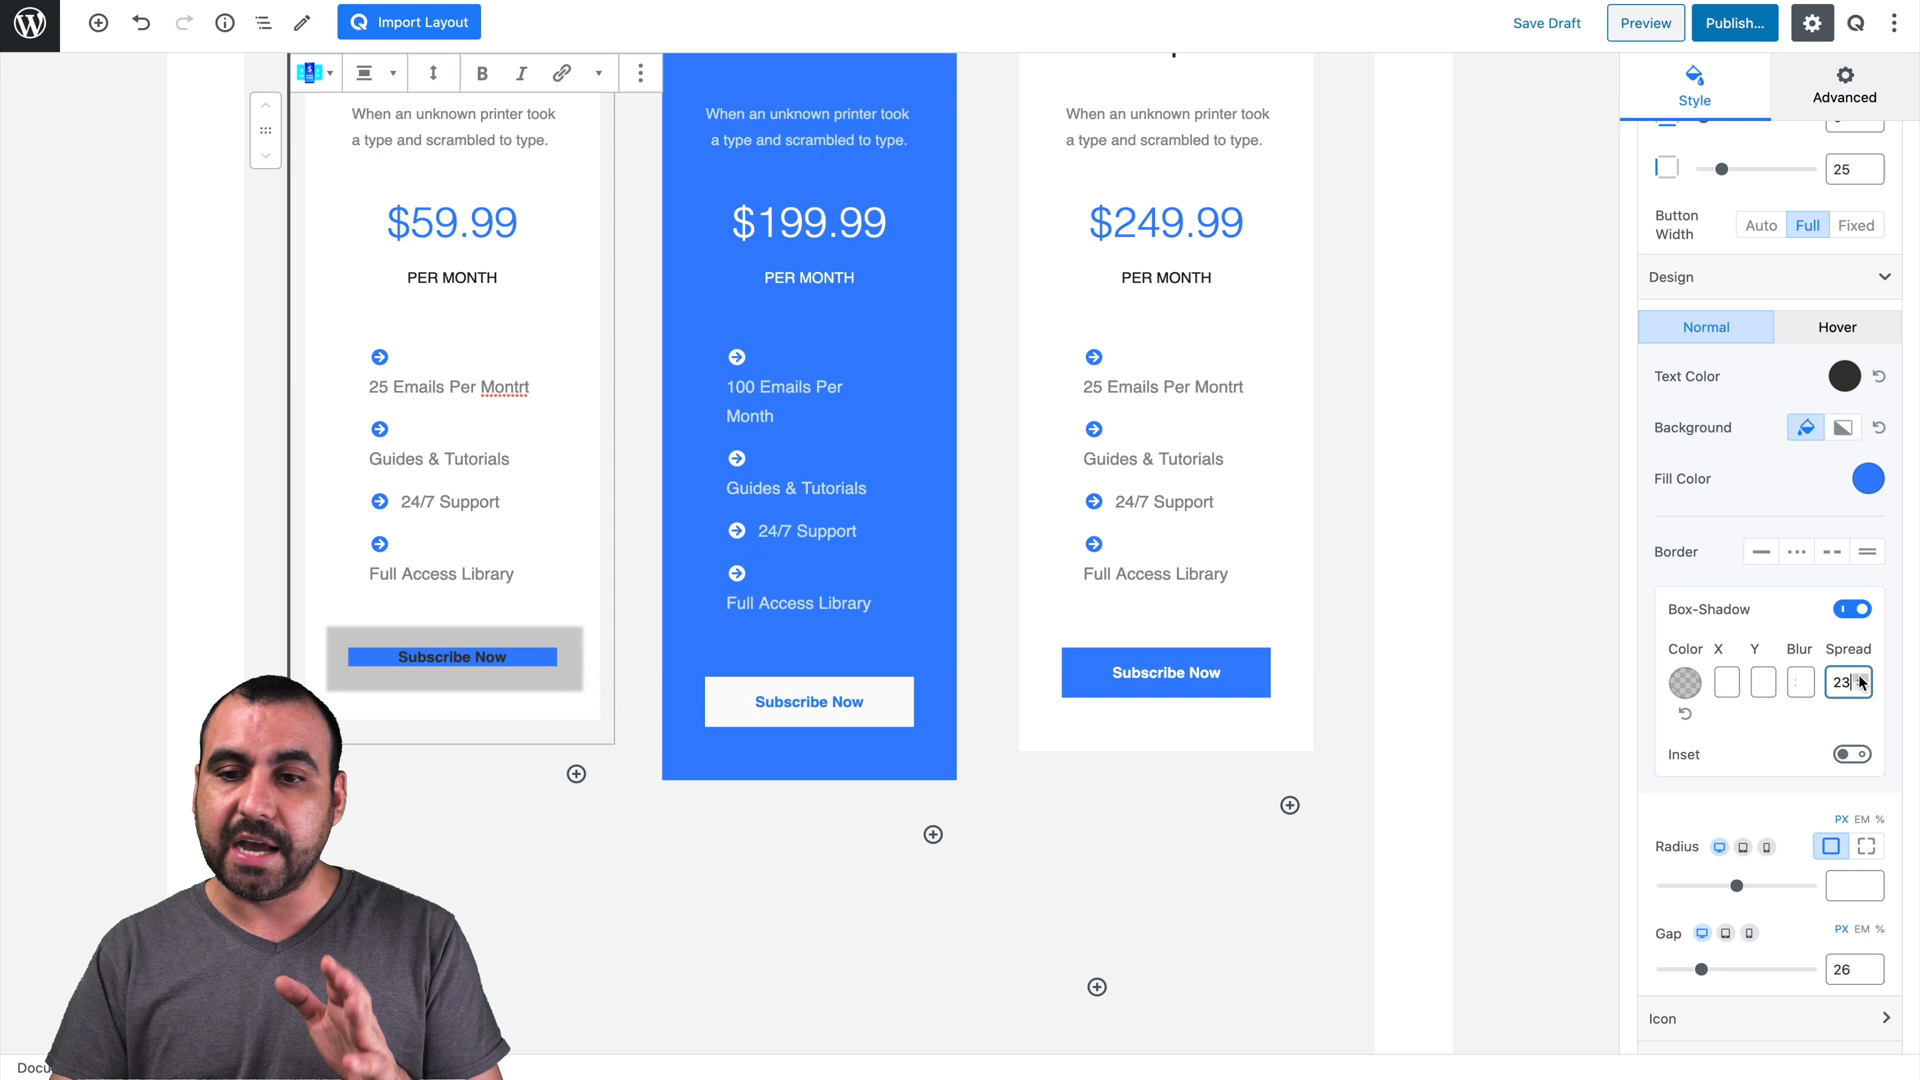 Import Layout
Save Draft
Preview
Publish...
B
I
Style
Advanced
When an unknown printer took
a type and scrambled to type.
$59.99
PER MONTH
25 Emails Per Montrt
Guides & Tutorials
24/7 Support
Full Access Library
Subscribe Now
When an unknown printer took
a type and scrambled to type.
$199.99
PER MONTH
100 Emails Per
Month
Guides & Tutorials
24/7 Support
Full Access Library
Subscribe Now
When an unknown printer took
a type and scrambled to type.
$249.99
PER MONTH
25 Emails Per Montrt
Guides & Tutorials
24/7 Support
Full Access Library
Subscribe Now
25
Button
Width
Auto
Full
Fixed
Design
Normal
Hover
Text Color
Background
Fill Color
Border
Box-Shadow
Color X Y Blur Spread
23
Inset
PX EM %
Radius
PX EM %
Gap
26
Icon